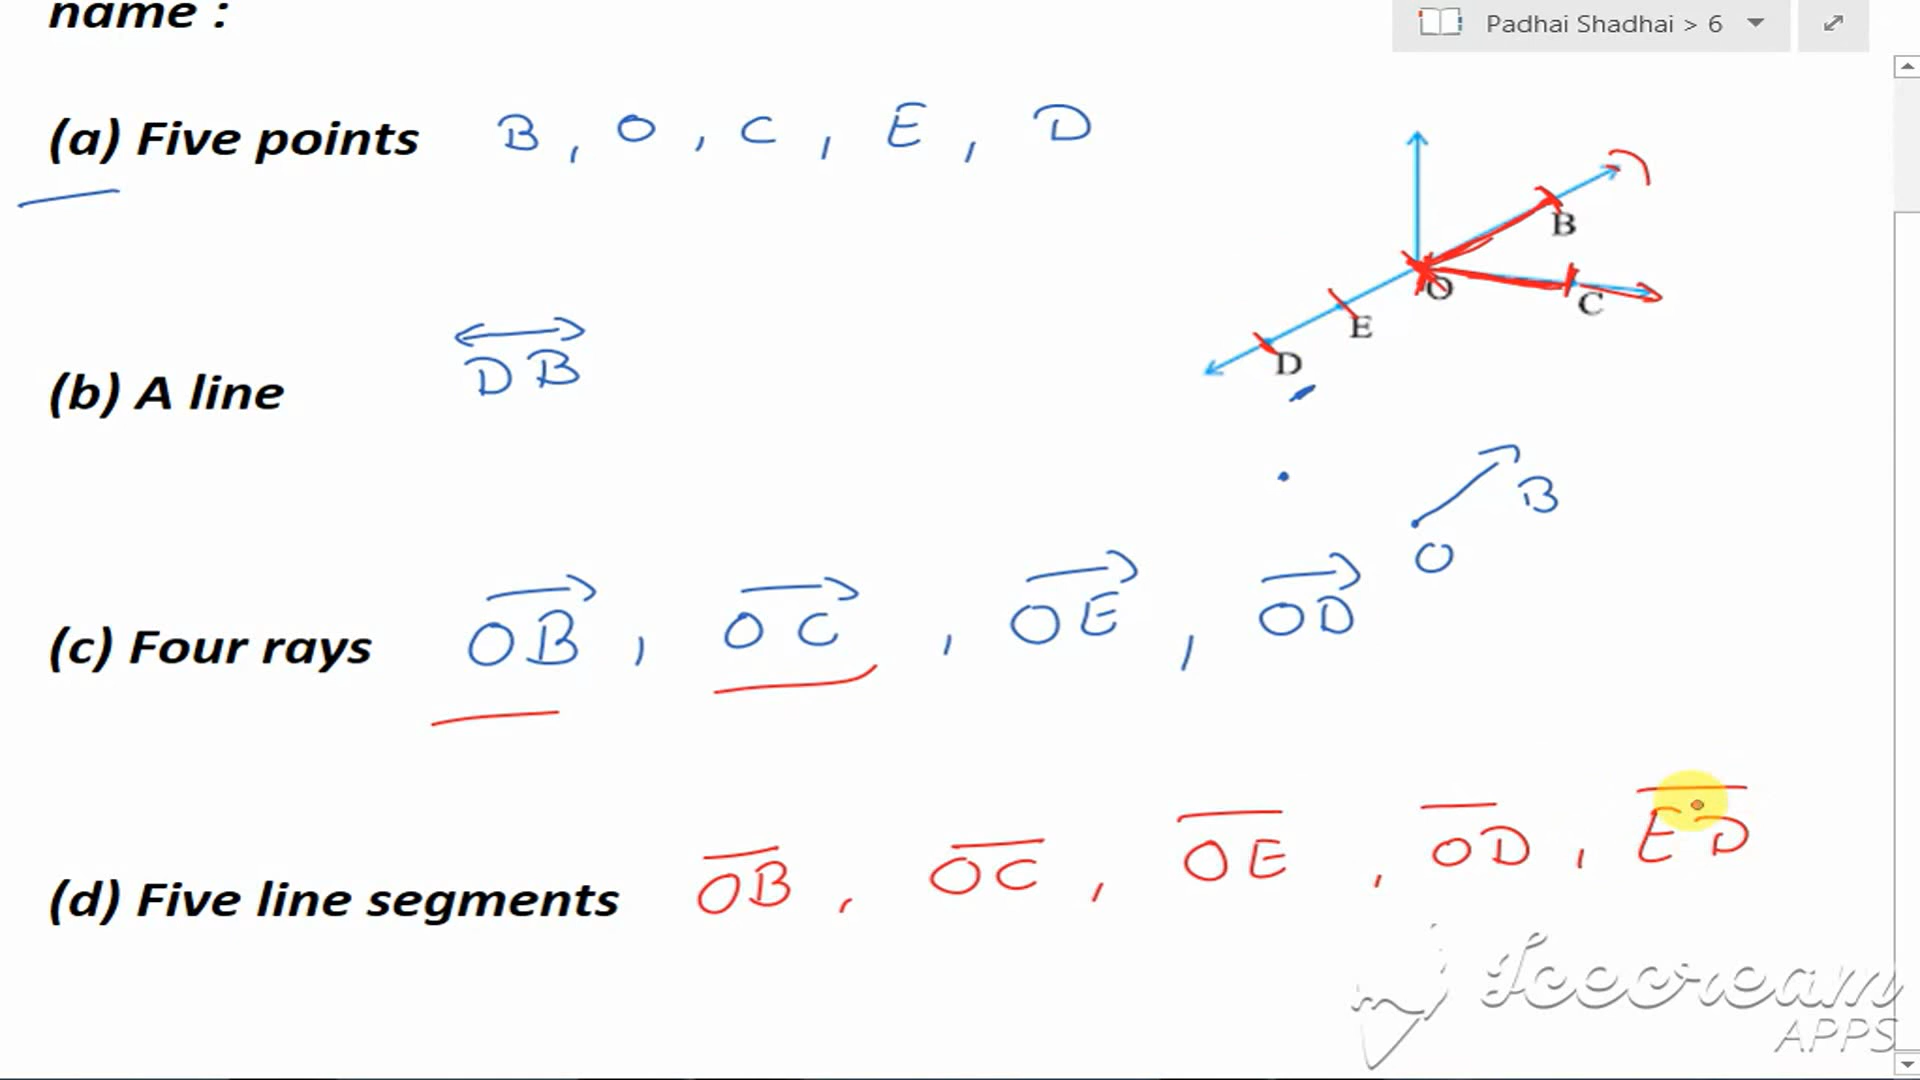 name :
Padhai Shadhai > 6
(a) Five points B , O , C , E , D
B
O
C
E
D
(b) A line DB
B
O
(c) Four rays OB , OC , OE , OD
(d) Five line segments OB , OC , OE , OD , ED
Icecream
APPS